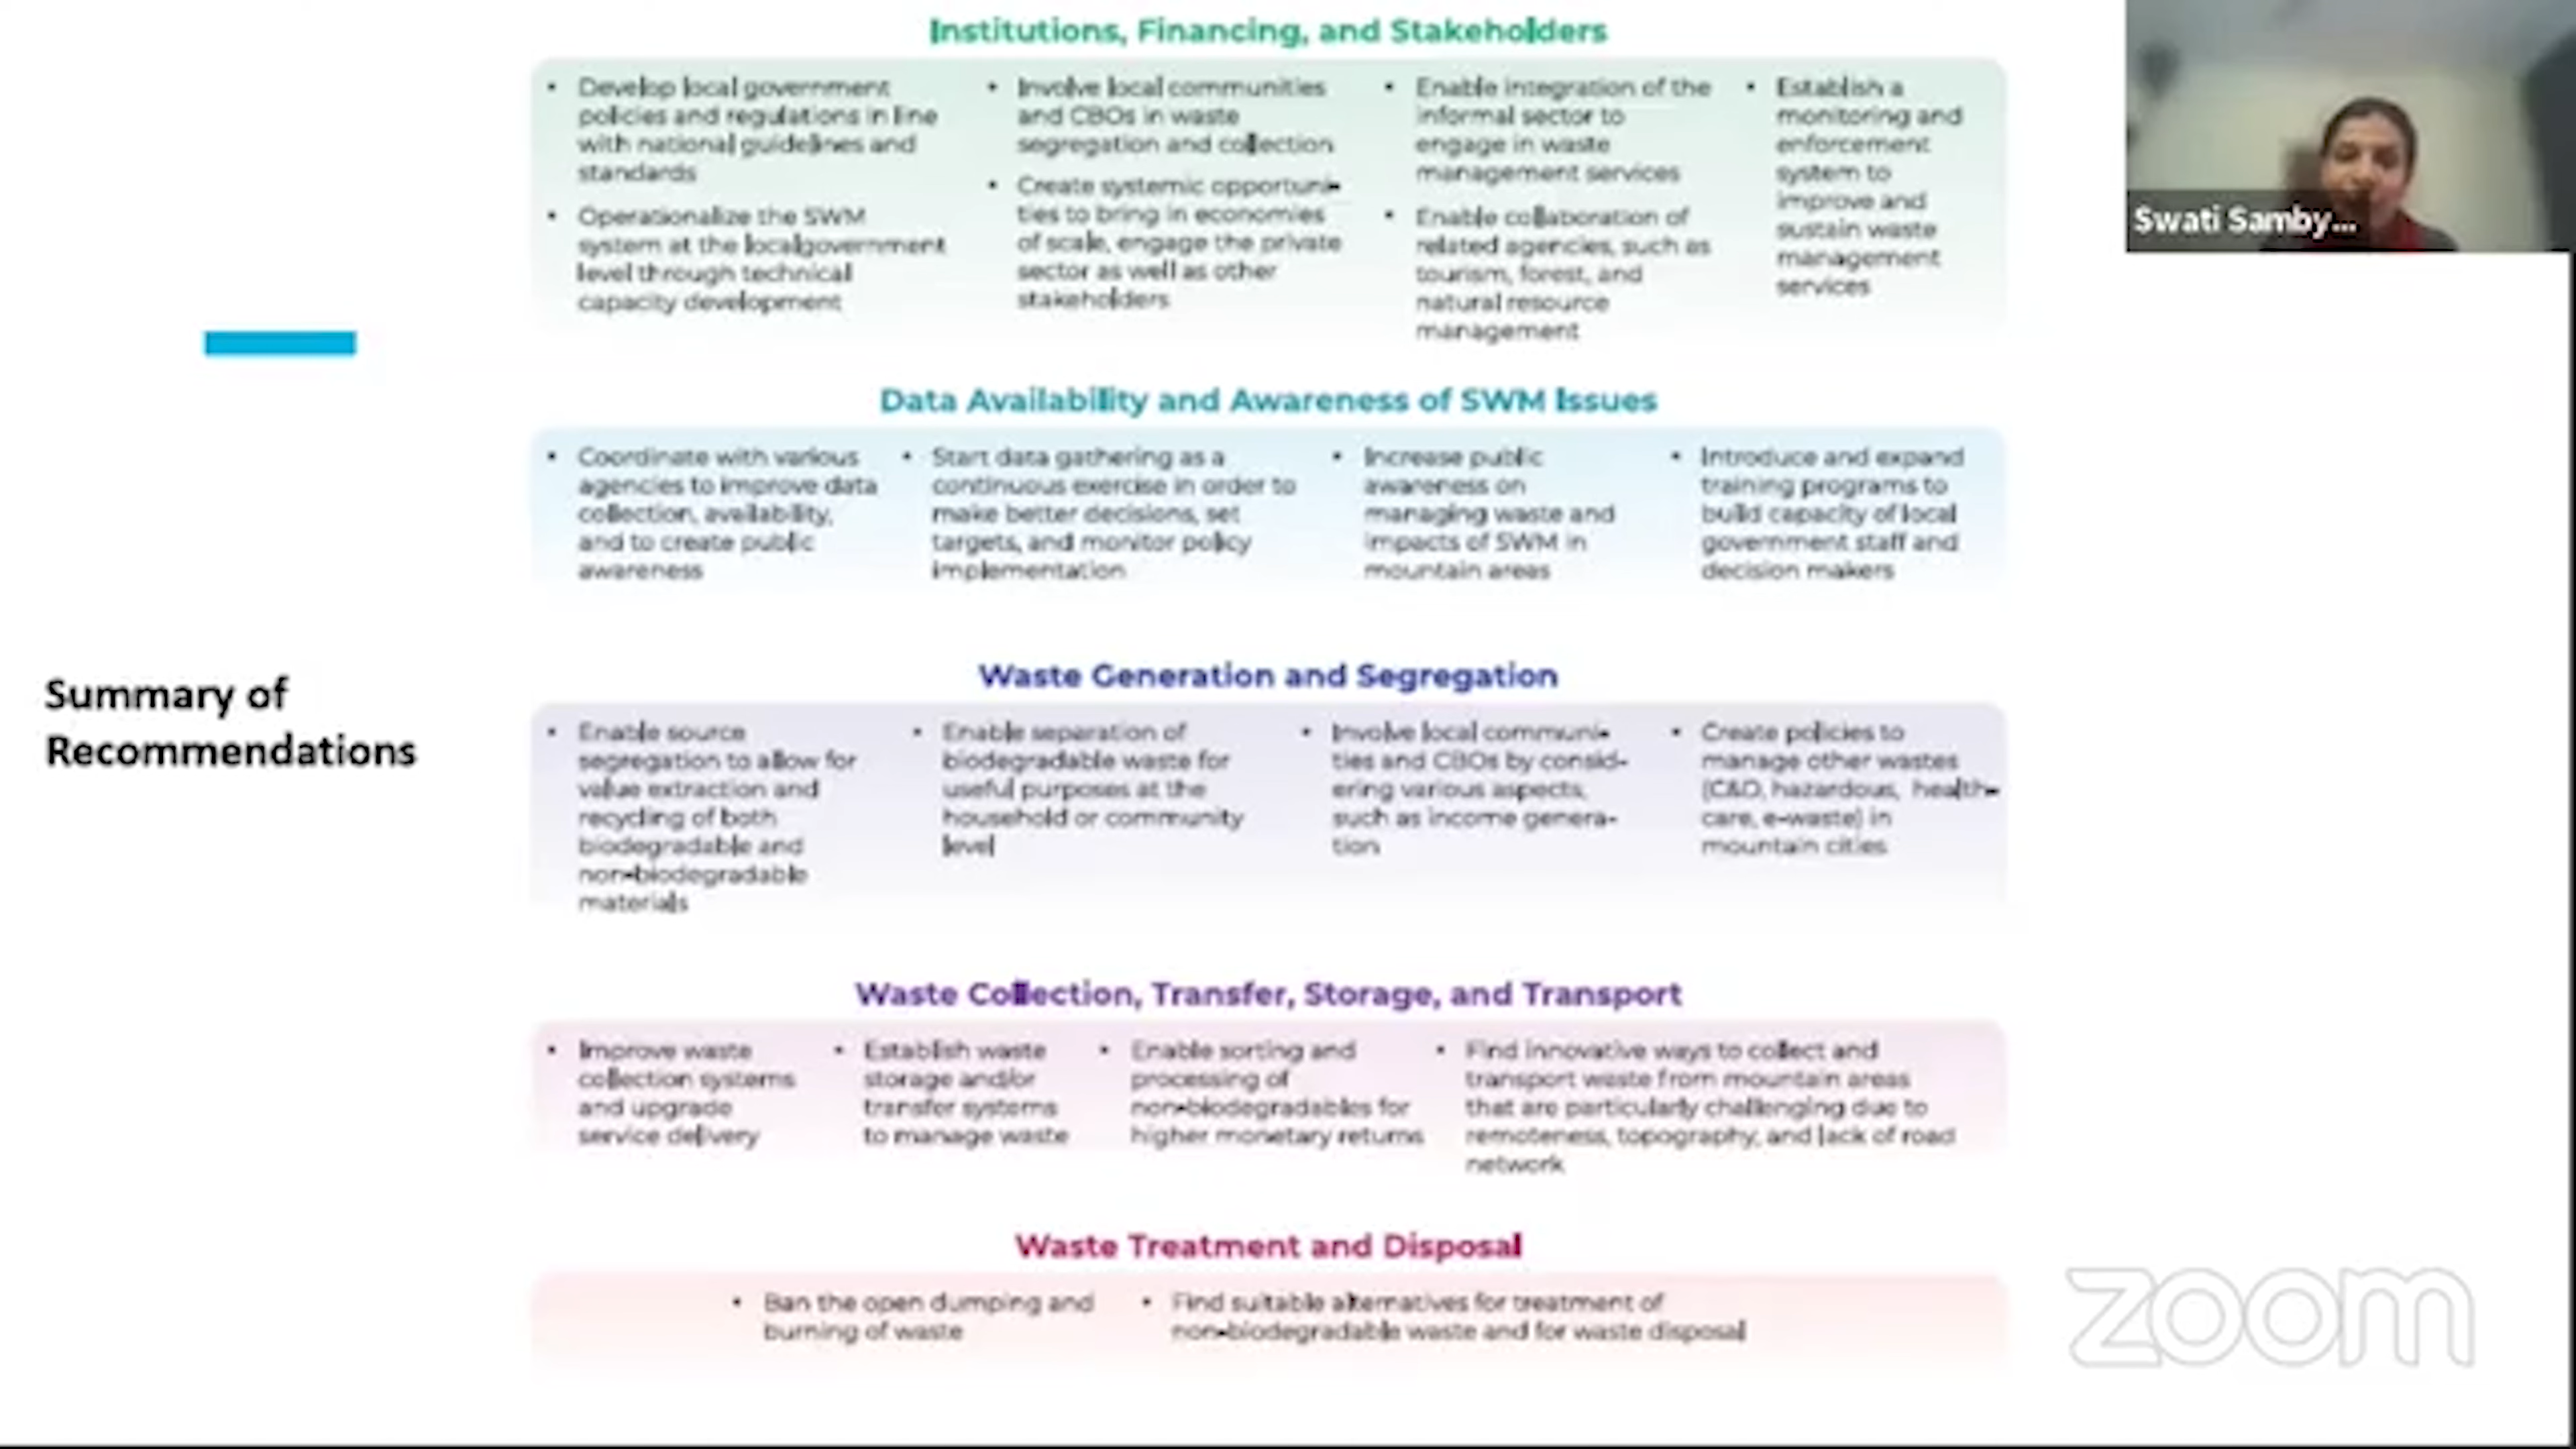 Institutions, Financing, and Stakeholders
• Develop local government
policies and regulations in line
with national guidelines and
standards
• Operationalize the SWM
system at the localgovernment
level through technical
capacity development
• Involve local communities
and CBOs in waste
segregation and collection
• Create systemic opportuni-
ties to bring in economies
of scale, engage the private
sector as well as other
stakeholders
• Enable integration of the
informal sector to
engage in waste
management services
• Enable collaboration of
related agencies, such as
tourism, forest, and
natural resource
management
• Establish a
monitoring and
enforcement
system to
improve and
sustain waste
management
services
Swati Samby...
Data Availability and Awareness of SWM Issues
• Coordinate with various
agencies to improve data
collection, availability,
and to create public
awareness
• Start data gathering as a
continuous exercise in order to
make better decisions, set
targets, and monitor policy
implementation
• Increase public
awareness on
managing waste and
impacts of SWM in
mountain areas
• Introduce and expand
training programs to
build capacity of local
government staff and
decision makers
Summary of
Recommendations
Waste Generation and Segregation
• Enable source
segregation to allow for
value extraction and
recycling of both
biodegradable and
non-biodegradable
materials
• Enable separation of
biodegradable waste for
useful purposes at the
household or community
level
• Involve local communi-
ties and CBOs by consid-
ering various aspects,
such as income genera-
tion
• Create policies to
manage other wastes
(C&D, hazardous, health-
care, e-waste) in
mountain cities
Waste Collection, Transfer, Storage, and Transport
• Improve waste
collection systems
and upgrade
service delivery
• Establish waste
storage and/or
transfer systems
to manage waste
• Enable sorting and
processing of
non-biodegradables for
higher monetary returns
• Find innovative ways to collect and
transport waste from mountain areas
that are particularly challenging due to
remoteness, topography, and lack of road
network
Waste Treatment and Disposal
• Ban the open dumping and
burning of waste
• Find suitable alternatives for treatment of
non-biodegradable waste and for waste disposal
zoom